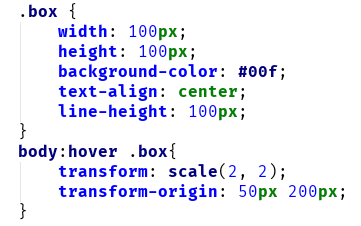 .box {
    width: 100px;
    height: 100px;
    background-color: #00f;
    text-align: center;
    line-height: 100px;
}
body:hover .box{
    transform: scale(2, 2);
    transform-origin: 50px 200px;
}